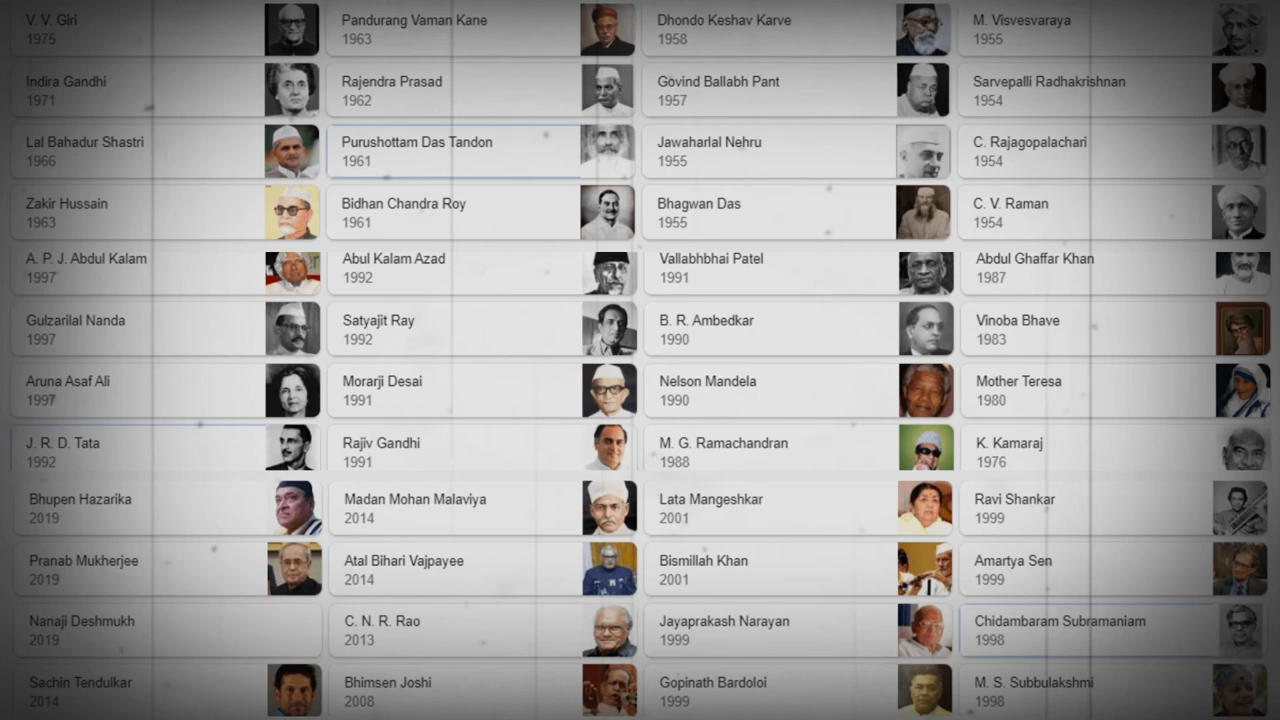 V. V. Giri
1975
Pandurang Vaman Kane
1963
Dhondo Keshav Karve
1958
M. Visvesvaraya
1955
Indira Gandhi
1971
Rajendra Prasad
1962
Govind Ballabh Pant
1957
Sarvepalli Radhakrishnan
1954
Lal Bahadur Shastri
1966
Purushottam Das Tandon
1961
Jawaharlal Nehru
1955
C. Rajagopalachari
1954
Zakir Hussain
1963
Bidhan Chandra Roy
1961
Bhagwan Das
1955
C. V. Raman
1954
A. P. J. Abdul Kalam
1997
Abul Kalam Azad
1992
Vallabhbhai Patel
1991
Abdul Ghaffar Khan
1987
Gulzarilal Nanda
1997
Satyajit Ray
1992
B. R. Ambedkar
1990
Vinoba Bhave
1983
Aruna Asaf Ali
1997
Morarji Desai
1991
Nelson Mandela
1990
Mother Teresa
1980
J. R. D. Tata
1992
Rajiv Gandhi
1991
M. G. Ramachandran
1988
K. Kamaraj
1976
Bhupen Hazarika
2019
Madan Mohan Malaviya
2014
Lata Mangeshkar
2001
Ravi Shankar
1999
Pranab Mukherjee
2019
Atal Bihari Vajpayee
2014
Bismillah Khan
2001
Amartya Sen
1999
Nanaji Deshmukh
2019
C. N. R. Rao
2013
Jayaprakash Narayan
1999
Chidambaram Subramaniam
1998
Sachin Tendulkar
2014
Bhimsen Joshi
2008
Gopinath Bardoloi
1999
M. S. Subbulakshmi
1998